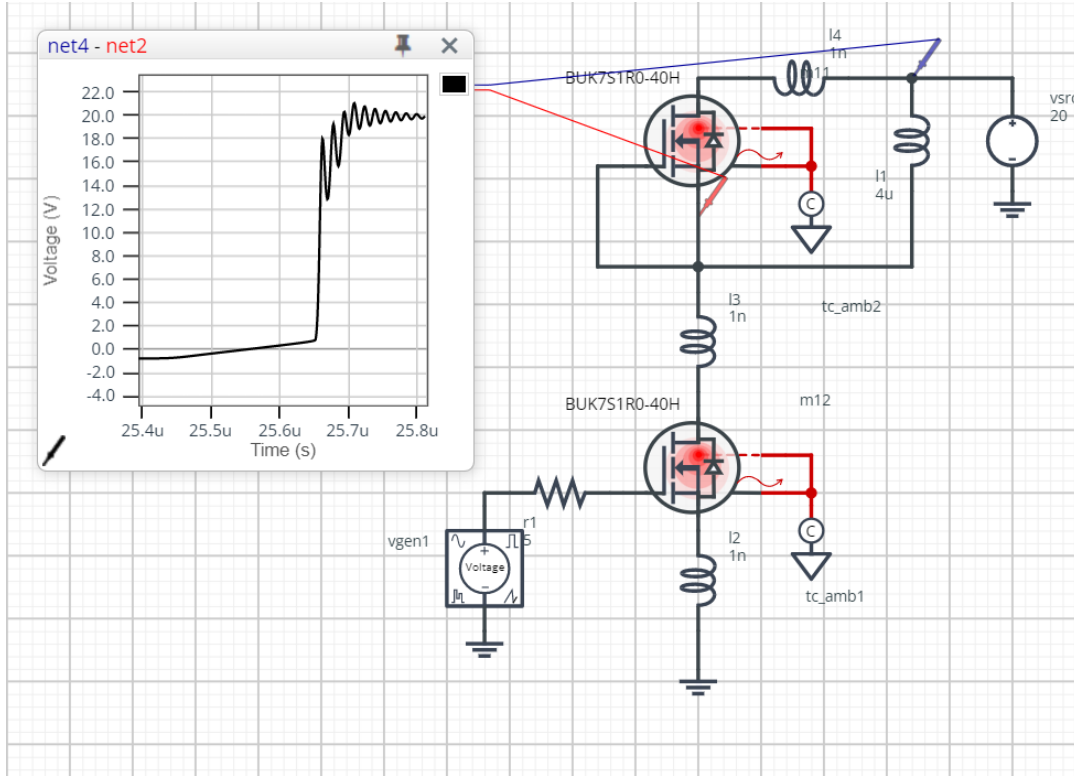 net4 - net2
22.0
20.0
18.0
16.0
14.0
12.0
10.0
8.0
6.0
4.0
2.0
0.0
-2.0
-4.0
Voltage (V)
25.4u
25.5u
25.6u
25.7u
25.8u
Time (s)
l4
1n
m11
BUK7S1R0-40H
vsrc
20
+
−
l1
4u
C
tc_amb2
l3
1n
m12
BUK7S1R0-40H
C
tc_amb1
l2
1n
r1
5
vgen1
+
Voltage
−